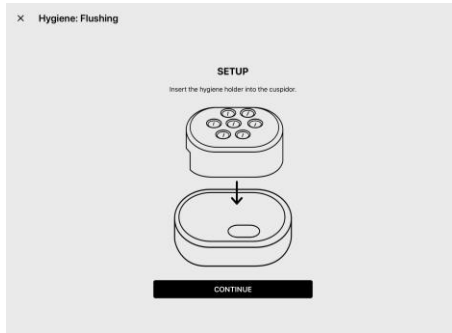 × Hygiene: Flushing
SETUP
Insert the hygiene holder into the cuspidor.
CONTINUE